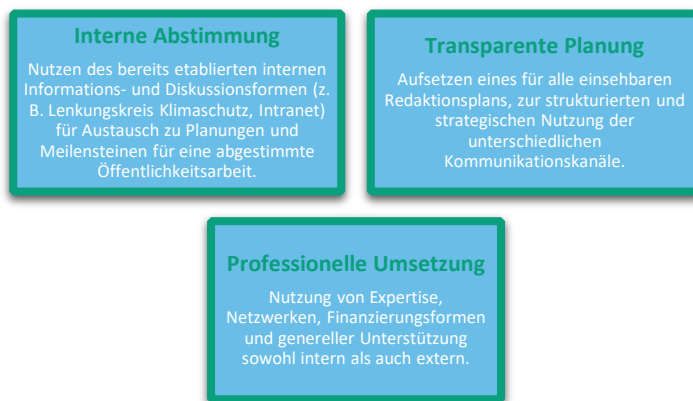 Interne Abstimmung
Nutzen des bereits etablierten internen
Informations- und Diskussionsformen (z.
B. Lenkungskreis Klimaschutz, Intranet)
für Austausch zu Planungen und
Meilensteinen für eine abgestimmte
Öffentlichkeitsarbeit.
Transparente Planung
Aufsetzen eines für alle einsehbaren
Redaktionsplans, zur strukturierten und
strategischen Nutzung der
unterschiedlichen
Kommunikationskanäle.
Professionelle Umsetzung
Nutzung von Expertise,
Netzwerken, Finanzierungsformen
und genereller Unterstützung
sowohl intern als auch extern.